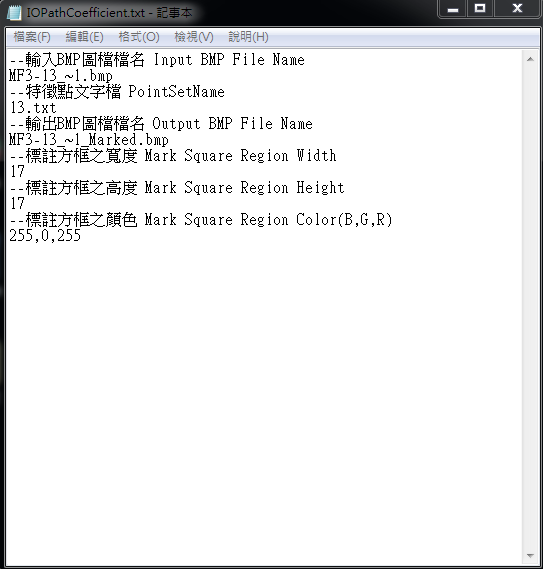 IOPathCoefficient.txt - 記事本
檔案(F) 編輯(E) 格式(O) 檢視(V) 說明(H)
--輸入BMP圖檔檔名 Input BMP File Name
MF3-13_~1.bmp
--特徵點文字檔 PointSetName
13.txt
--輸出BMP圖檔檔名 Output BMP File Name
MF3-13_~1_Marked.bmp
--標註方框之寬度 Mark Square Region Width
17
--標註方框之高度 Mark Square Region Height
17
--標註方框之顏色 Mark Square Region Color(B,G,R)
255,0,255